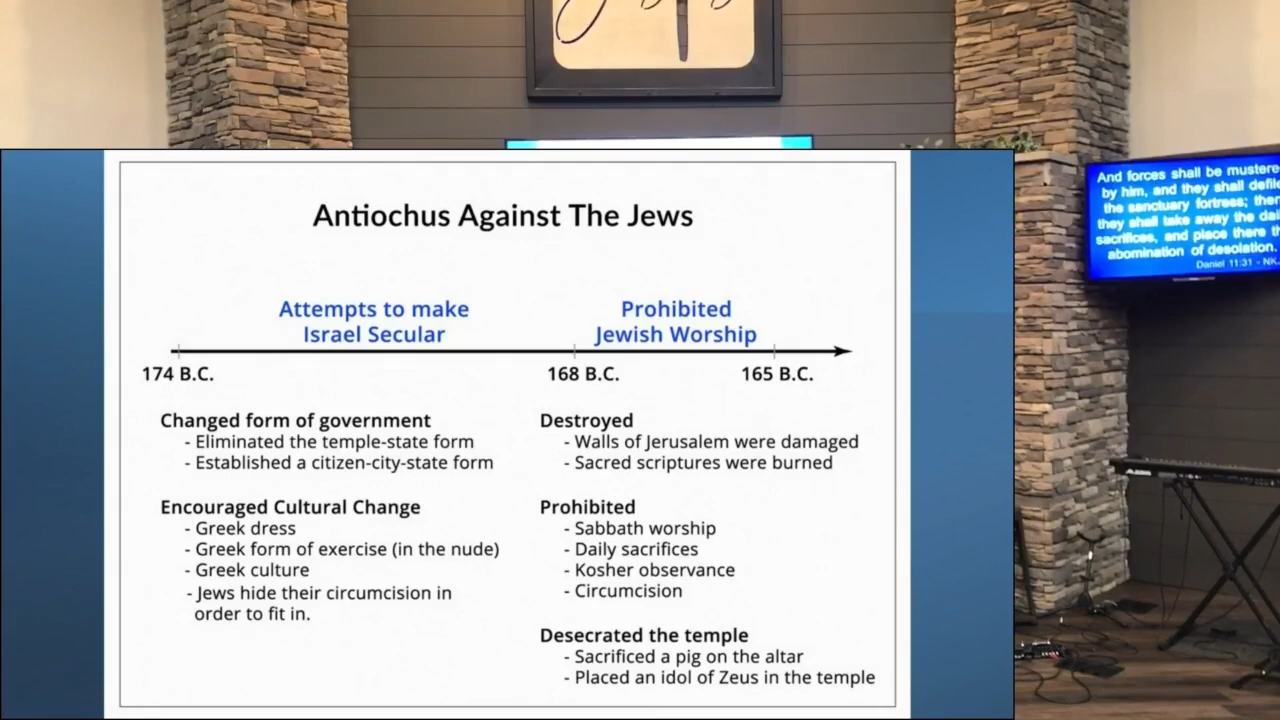 Antiochus Against The Jews
Attempts to make
Israel Secular
Prohibited
Jewish Worship
174 B.C.
168 B.C.
165 B.C.
Changed form of government
- Eliminated the temple-state form
- Established a citizen-city-state form
Encouraged Cultural Change
- Greek dress
- Greek form of exercise (in the nude)
- Greek culture
- Jews hide their circumcision in
order to fit in.
Destroyed
- Walls of Jerusalem were damaged
- Sacred scriptures were burned
Prohibited
- Sabbath worship
- Daily sacrifices
- Kosher observance
- Circumcision
Desecrated the temple
- Sacrificed a pig on the altar
- Placed an idol of Zeus in the temple
And forces shall be mustere
by him, and they shall defile
the sanctuary fortress; then
they shall take away the dai
sacrifices, and place there th
abomination of desolation.
Daniel 11:31 - NK